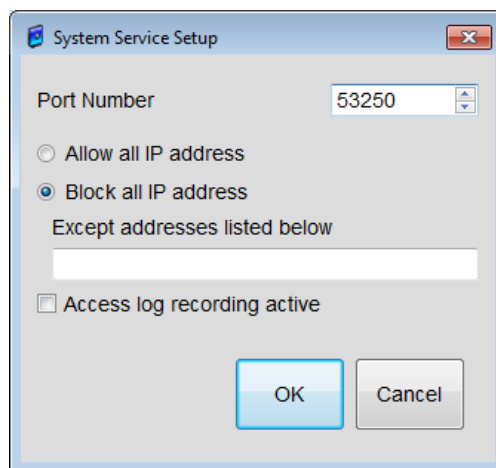 System Service Setup
Port Number 53250
Allow all IP address
Block all IP address
Except addresses listed below
Access log recording active
OK Cancel